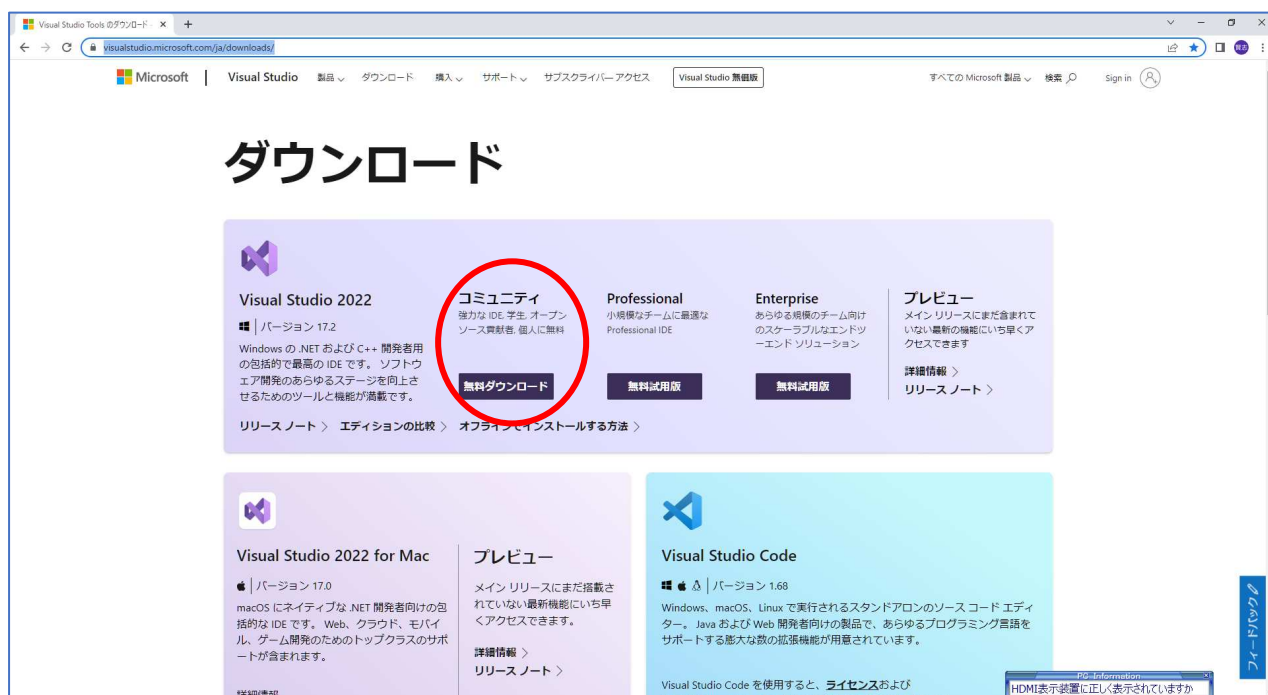 Visual Studio Tools のダウンロード
visualstudio.microsoft.com/ja/downloads/
Microsoft
Visual Studio 製品 ダウンロード 購入 サポート サブスクライバー アクセス Visual Studio 無償版 すべての Microsoft 製品 検索 Sign in
ダウンロード
Visual Studio 2022
バージョン 17.2
Windows の .NET および C++ 開発者用
の包括的で最高の IDE です。 ソフトウ
ェア開発のあらゆるステージを向上さ
せるためのツールと機能が満載です。
コミュニティ
強力な IDE, 学生, オープン
ソース貢献者, 個人に無料
無料ダウンロード
Professional
小規模なチームに最適な
Professional IDE
無料試用版
Enterprise
あらゆる規模のチーム向け
のスケーラブルなエンドツ
ーエンド ソリューション
無料試用版
プレビュー
メイン リリースにまだ含まれて
いない最新の機能にいち早くア
クセスできます
詳細情報 〉
リリース ノート 〉
リリース ノート 〉 エディションの比較 〉 オフラインでインストールする方法 〉
Visual Studio 2022 for Mac
バージョン 17.0
macOS にネイティブな .NET 開発者向けの包
括的な IDE です。 Web、クラウド、モバイ
ル、ゲーム開発のためのトップクラスのサポ
ートが含まれます。
詳細情報
プレビュー
メイン リリースにまだ搭載さ
れていない最新機能にいち早
くアクセスできます。
詳細情報 〉
リリース ノート 〉
Visual Studio Code
バージョン 1.68
Windows、macOS、Linux で実行されるスタンドアロンのソース コード エディ
ター。 Java および Web 開発者向けの製品で、あらゆるプログラミング言語を
サポートする膨大な数の拡張機能が用意されています。
Visual Studio Code を使用すると、ライセンスおよび
フィードバック
PG-Information
HDMI表示装置に正しく表示されていますか